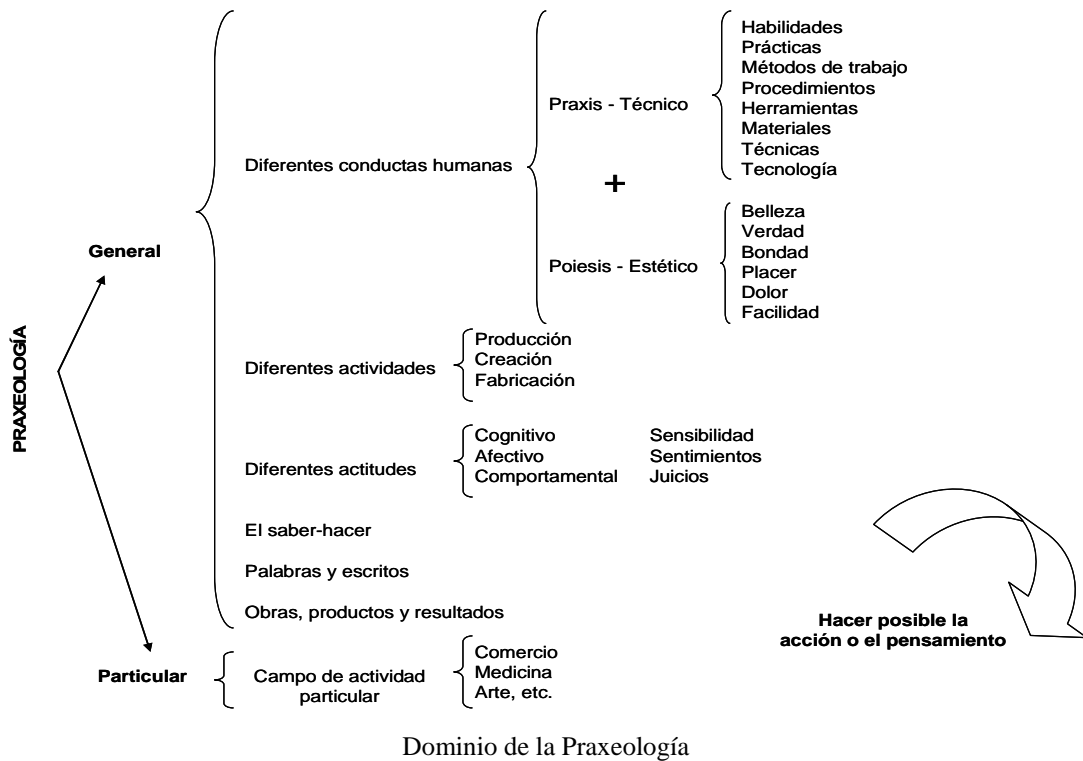 PRAXEOLOGÍA
General
Diferentes conductas humanas
Praxis - Técnico
Habilidades
Prácticas
Métodos de trabajo
Procedimientos
Herramientas
Materiales
Técnicas
Tecnología
+
Poiesis - Estético
Belleza
Verdad
Bondad
Placer
Dolor
Facilidad
Diferentes actividades
Producción
Creación
Fabricación
Diferentes actitudes
Cognitivo Sensibilidad
Afectivo Sentimientos
Comportamental Juicios
El saber-hacer
Palabras y escritos
Obras, productos y resultados
Hacer posible la
acción o el pensamiento
Particular
Campo de actividad
particular
Comercio
Medicina
Arte, etc.
Dominio de la Praxeología